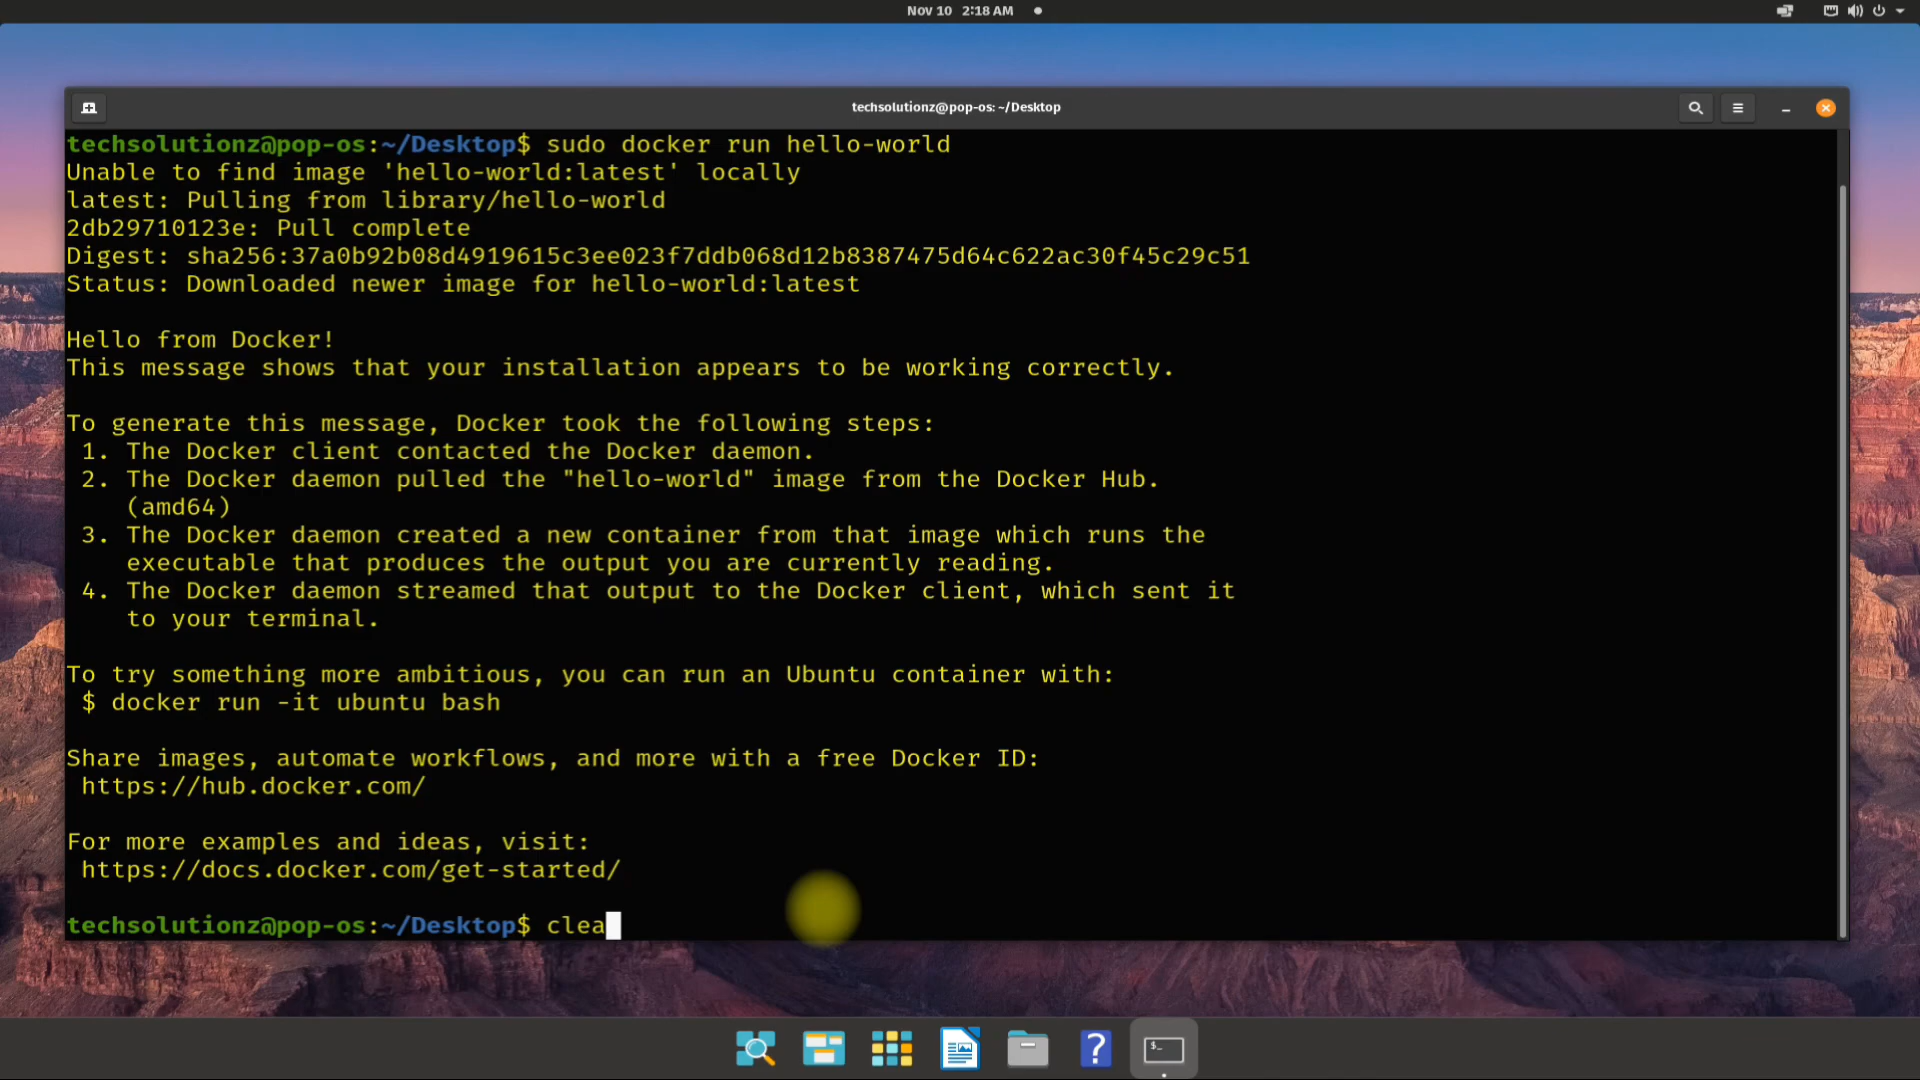 Nov 10 2:18 AM
techsolutionz@pop-os: ~/Desktop
techsolutionz@pop-os:~/Desktop$ sudo docker run hello-world
Unable to find image 'hello-world:latest' locally
latest: Pulling from library/hello-world
2db29710123e: Pull complete
Digest: sha256:37a0b92b08d4919615c3ee023f7ddb068d12b8387475d64c622ac30f45c29c51
Status: Downloaded newer image for hello-world:latest
Hello from Docker!
This message shows that your installation appears to be working correctly.
To generate this message, Docker took the following steps:
1. The Docker client contacted the Docker daemon.
2. The Docker daemon pulled the "hello-world" image from the Docker Hub.
(amd64)
3. The Docker daemon created a new container from that image which runs the
executable that produces the output you are currently reading.
4. The Docker daemon streamed that output to the Docker client, which sent it
to your terminal.
To try something more ambitious, you can run an Ubuntu container with:
$ docker run -it ubuntu bash
Share images, automate workflows, and more with a free Docker ID:
https://hub.docker.com/
For more examples and ideas, visit:
https://docs.docker.com/get-started/
techsolutionz@pop-os:~/Desktop$ clea